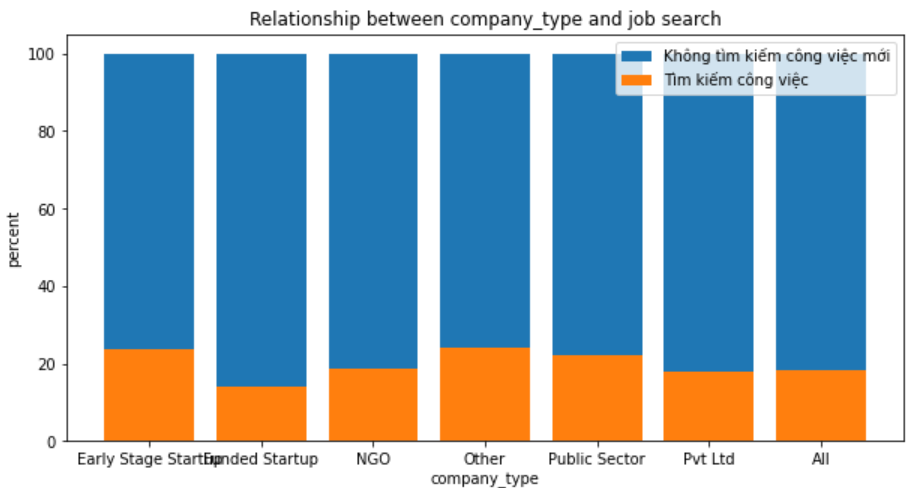 Relationship between company_type and job search
Không tìm kiếm công việc mới
Tìm kiếm công việc
100
80
60
40
20
0
percent
Early Stage Startup Funded Startup NGO Other Public Sector Pvt Ltd All
company_type